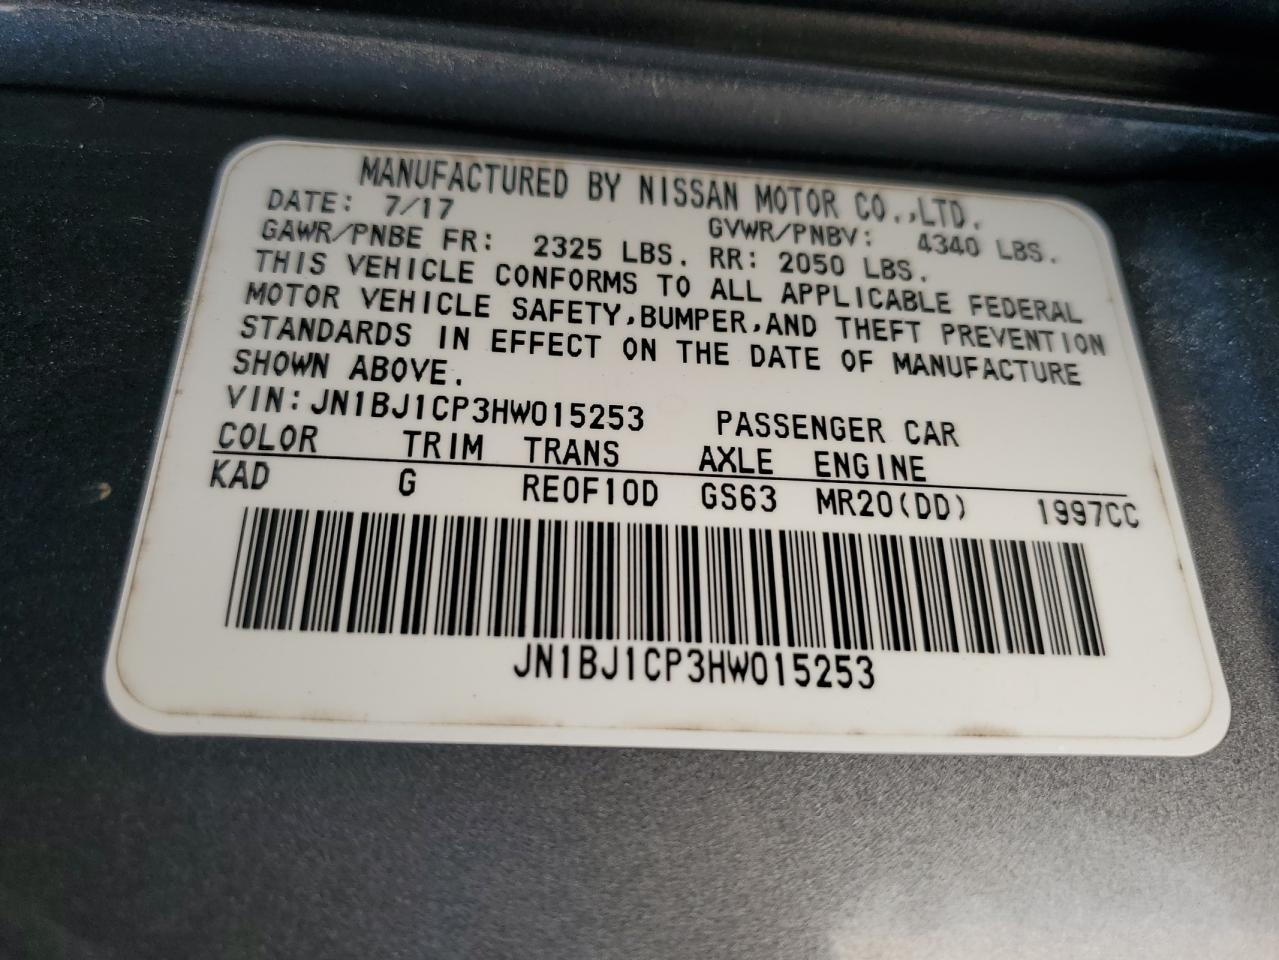 MANUFACTURED BY NISSAN MOTOR CO.,LTD.
DATE: 7/17 GVWR/PNBV: 4340 LBS.
GAWR/PNBE FR: 2325 LBS. RR: 2050 LBS.
THIS VEHICLE CONFORMS TO ALL APPLICABLE FEDERAL
MOTOR VEHICLE SAFETY,BUMPER,AND THEFT PREVENTION
STANDARDS IN EFFECT ON THE DATE OF MANUFACTURE
SHOWN ABOVE.
VIN:JN1BJ1CP3HW015253 PASSENGER CAR
COLOR TRIM TRANS AXLE ENGINE
KAD G RE0F10D GS63 MR20(DD) 1997CC
JN1BJ1CP3HW015253